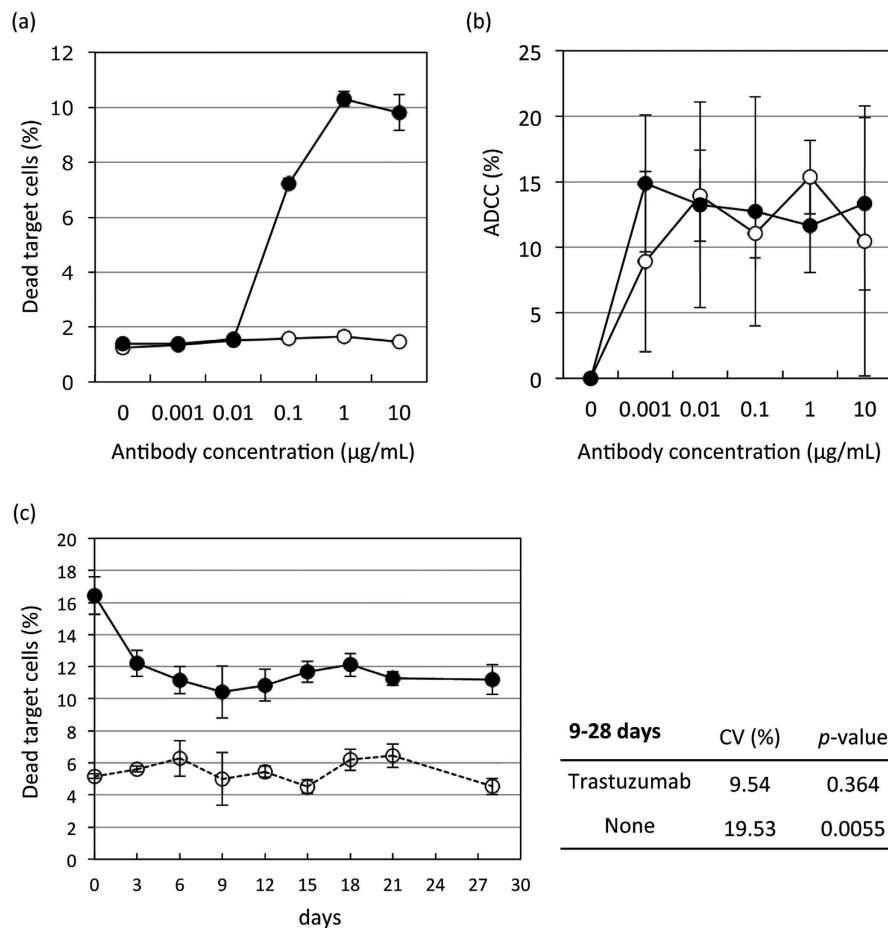 (a)
12
10
8
6
4
2
0
Dead target cells (%)
0 0.001 0.01 0.1 1 10
Antibody concentration (µg/mL)
(b)
25
20
15
10
5
0
ADCC (%)
0 0.001 0.01 0.1 1 10
Antibody concentration (µg/mL)
(c)
20
18
16
14
12
10
8
6
4
2
0
Dead target cells (%)
0 3 6 9 12 15 18 21 24 27 30
days
9-28 days CV (%) p-value
Trastuzumab 9.54 0.364
None 19.53 0.0055